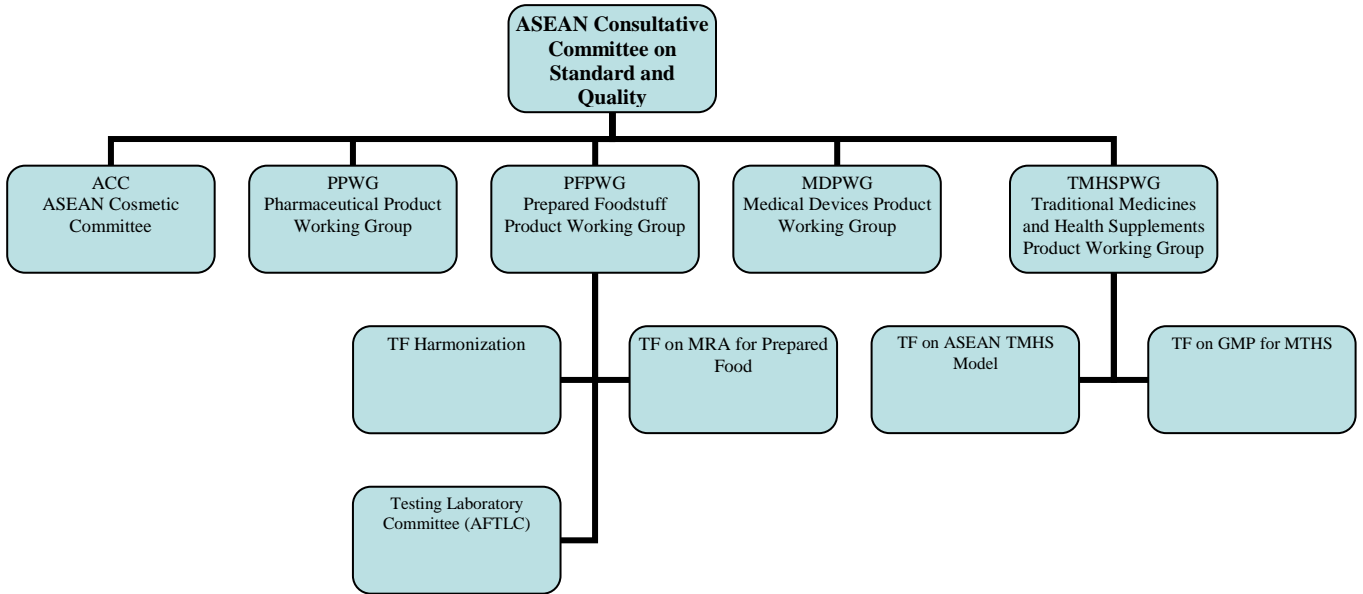 ASEAN Consultative
Committee on
Standard and
Quality
ACC
ASEAN Cosmetic
Committee
PPWG
Pharmaceutical Product
Working Group
PFPWG
Prepared Foodstuff
Product Working Group
MDPWG
Medical Devices Product
Working Group
TMHSPWG
Traditional Medicines
and Health Supplements
Product Working Group
TF Harmonization
TF on MRA for Prepared
Food
TF on ASEAN TMHS
Model
TF on GMP for MTHS
Testing Laboratory
Committee (AFTLC)